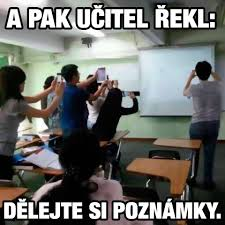 A PAK UČITEL ŘEKL:
DĚLEJTE SI POZNÁMKY.